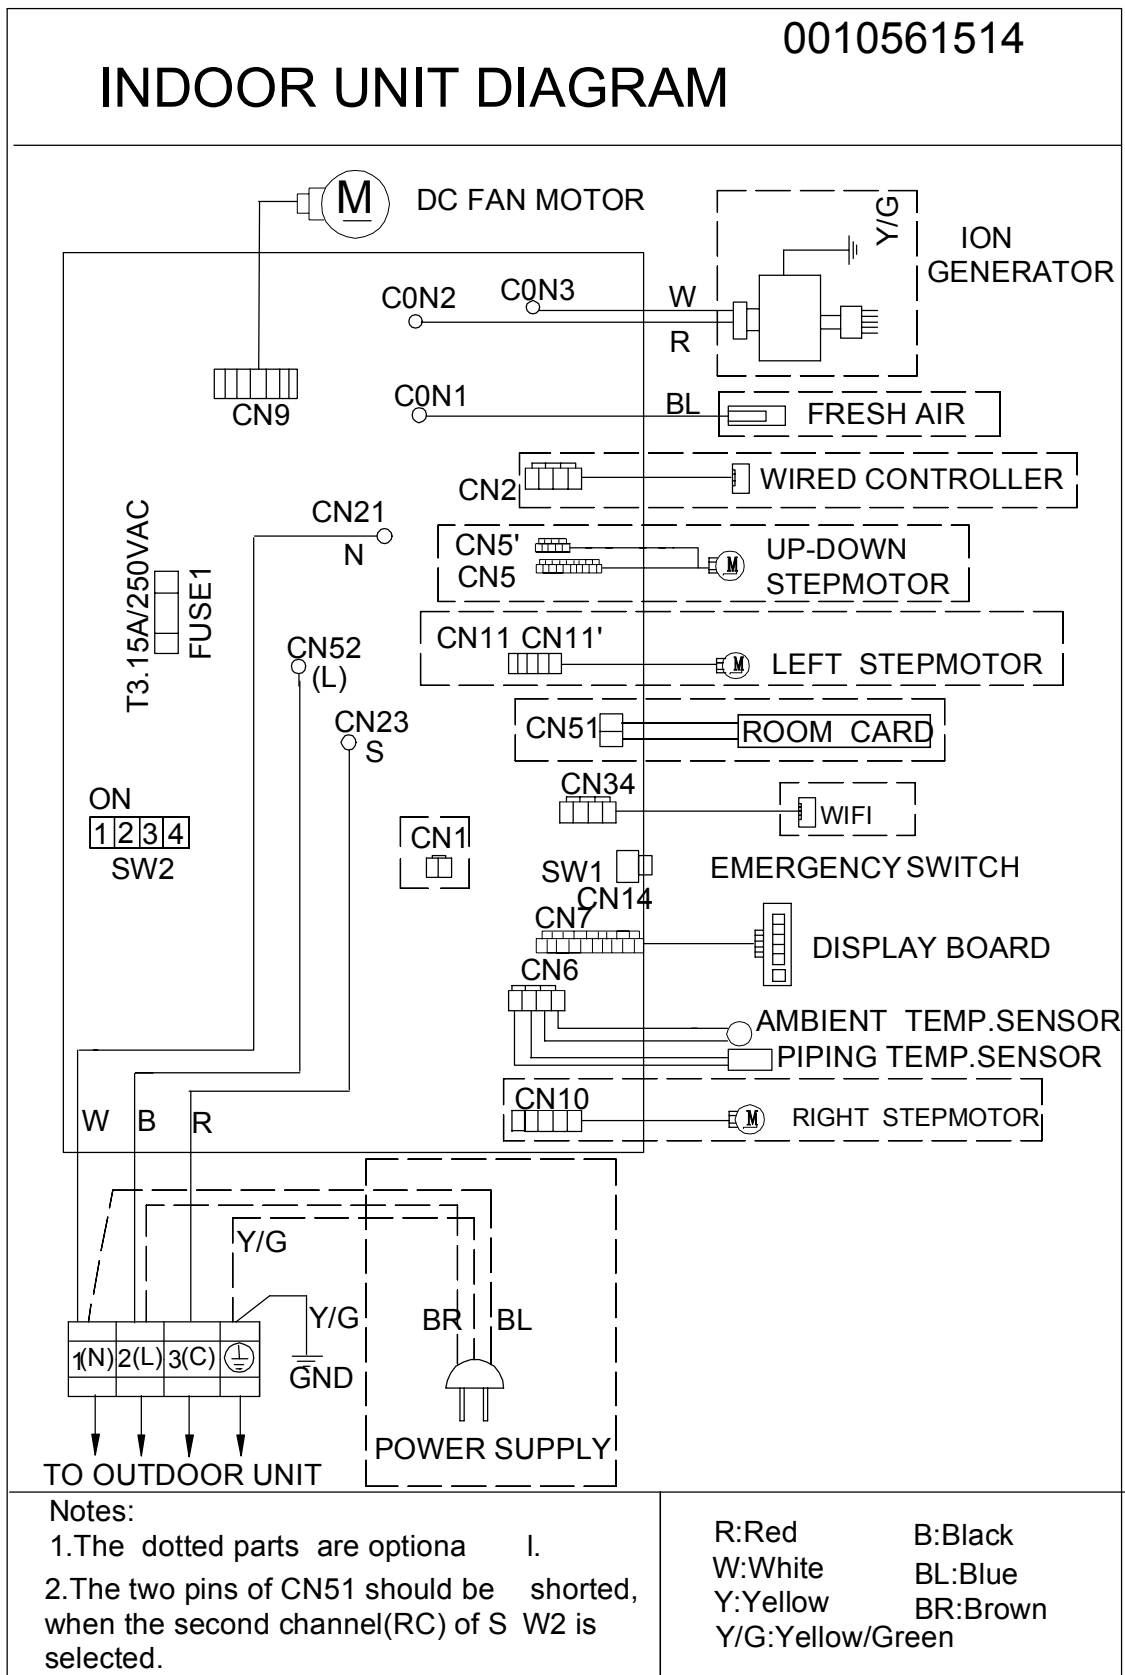 0010561514
INDOOR UNIT DIAGRAM
M
DC FAN MOTOR
Y/G
ION
GENERATOR
C0N2
C0N3
W
R
CN9
C0N1
BL
FRESH AIR
CN2
WIRED CONTROLLER
CN21
N
T3.15A/250VAC
FUSE1
CN5'
CN5
M
UP-DOWN
STEPMOTOR
CN52
(L)
CN11 CN11'
M
LEFT STEPMOTOR
CN23
S
CN51
ROOM CARD
CN34
WIFI
ON
1 2 3 4
SW2
CN1
SW1
EMERGENCY SWITCH
CN14
CN7
DISPLAY BOARD
CN6
AMBIENT TEMP.SENSOR
PIPING TEMP.SENSOR
CN10
M
RIGHT STEPMOTOR
W B R
Y/G
Y/G
BR
BL
1(N) 2(L) 3(C)
GND
POWER SUPPLY
TO OUTDOOR UNIT
Notes:
1.The dotted parts are optiona l.
2.The two pins of CN51 should be shorted,
when the second channel(RC) of S W2 is
selected.
R:Red B:Black
W:White BL:Blue
Y:Yellow BR:Brown
Y/G:Yellow/Green